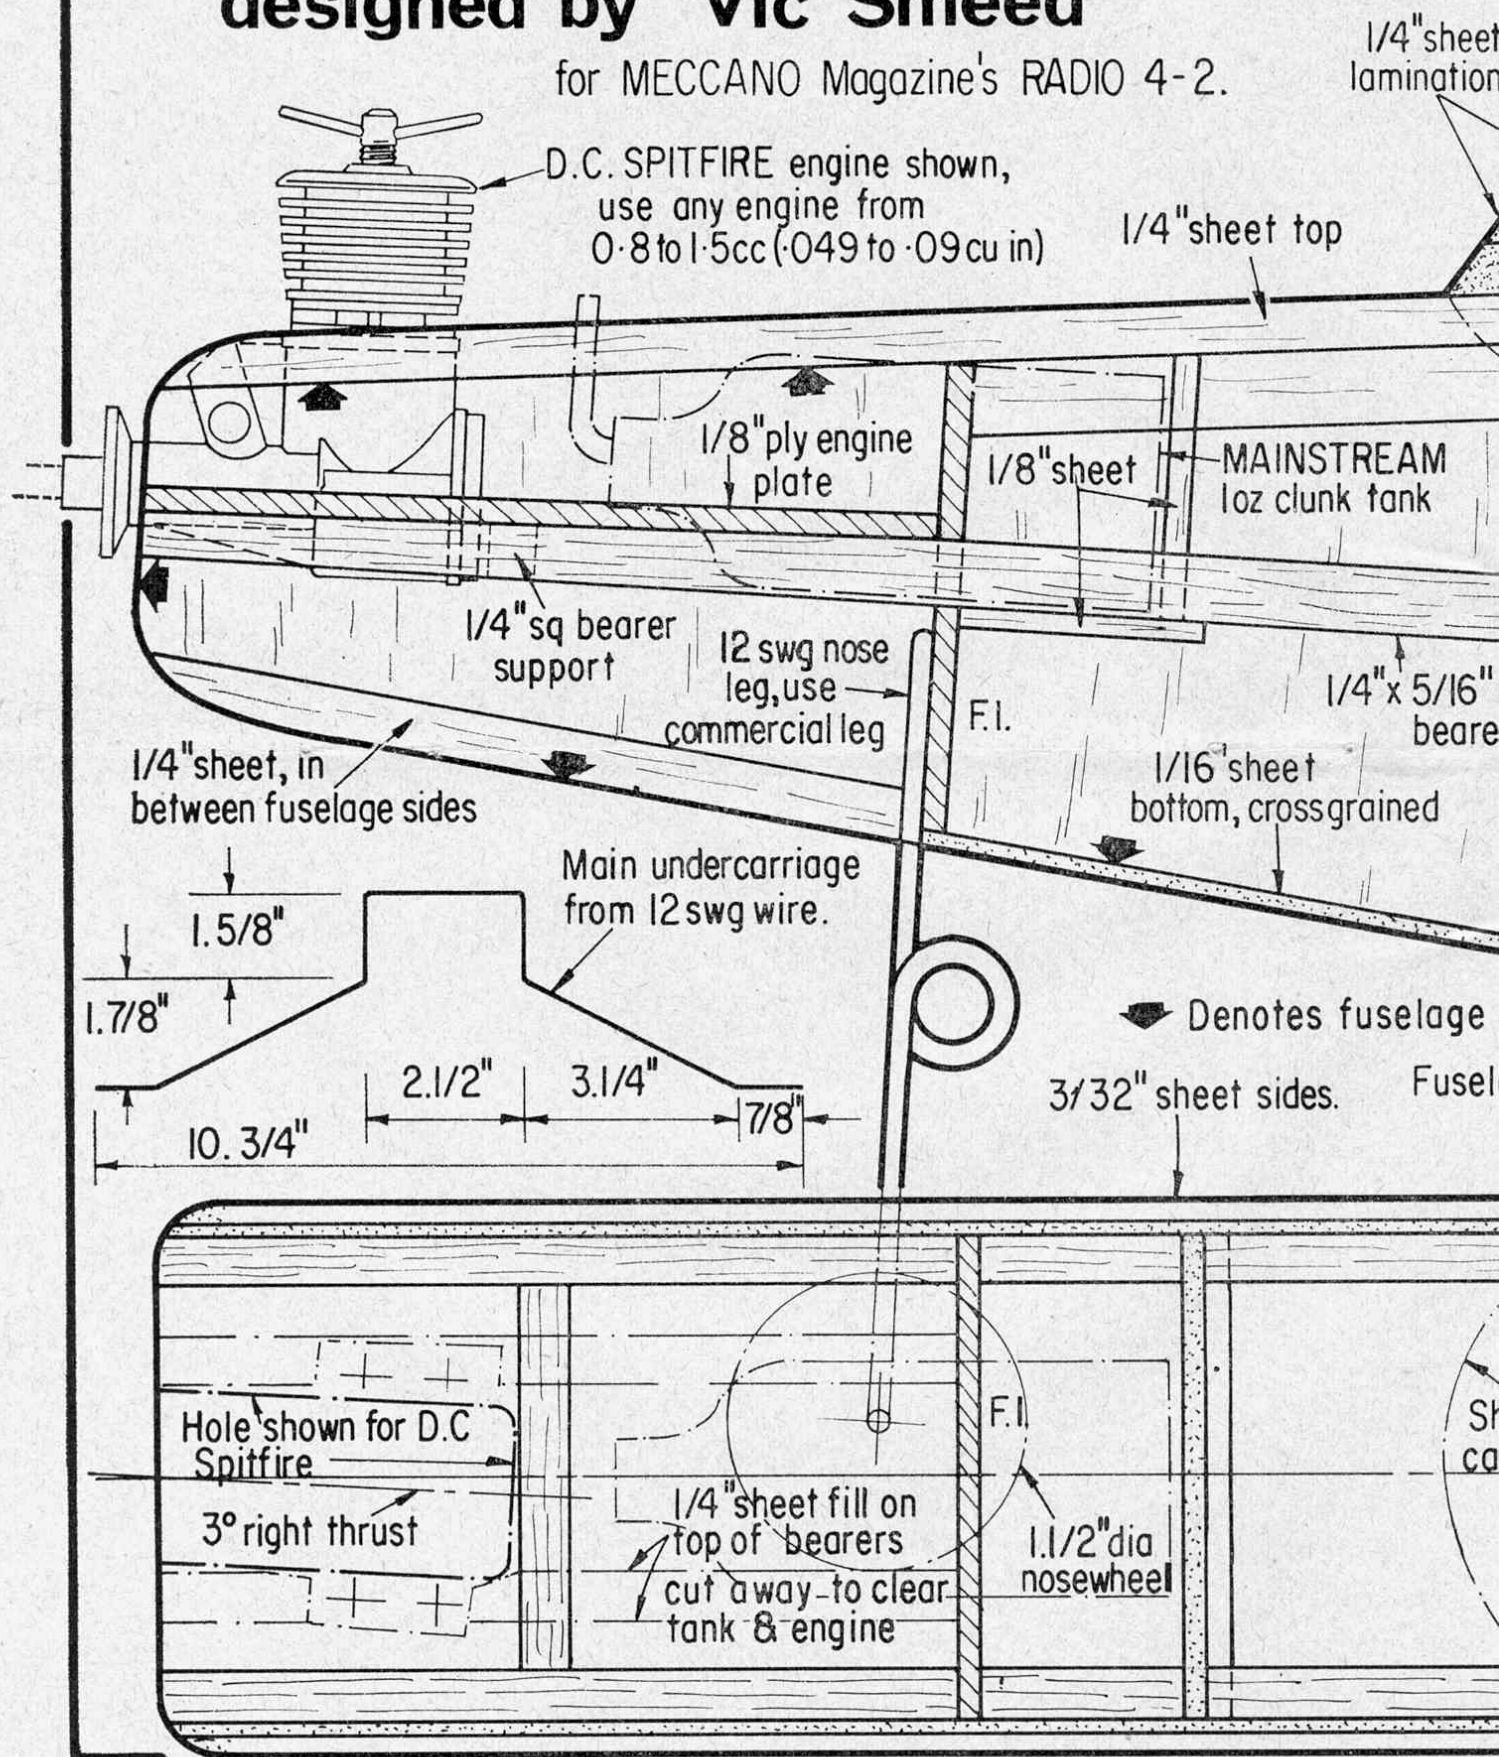 designed by Vic Smeed
for MECCANO Magazine's RADIO 4-2.
1/4"sheet
lamination
D.C. SPITFIRE engine shown,
use any engine from
0·8 to 1·5cc (·049 to ·09 cu in)
1/4"sheet top
1/8"ply engine
plate
1/8"sheet
MAINSTREAM
1oz clunk tank
1/4"sq bearer
support
12 swg nose
leg, use
commercial leg
F.1.
1/4"x 5/16"
beare
1/4"sheet, in
between fuselage sides
1/16"sheet
bottom, crossgrained
Main undercarriage
from 12 swg wire.
1.5/8"
1.7/8"
2.1/2"
3.1/4"
7/8"
10.3/4"
Denotes fuselage
3/32" sheet sides.
Fusel
Hole shown for D.C
Spitfire
3° right thrust
F.1.
1/4"sheet fill on
top of bearers
cut away to clear
tank & engine
1.1/2"dia
nosewheel
Sh
ca